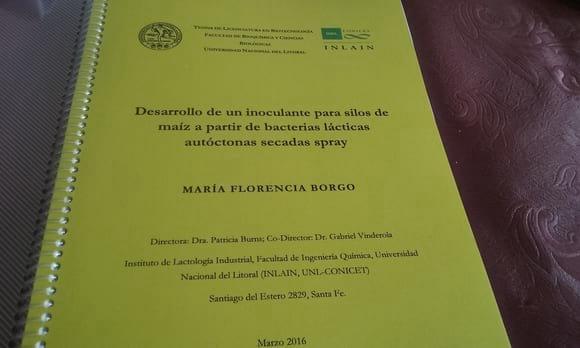 Tesina de Licenciatura en Biotecnología
Facultad de Bioquímica y Ciencias
Biológicas
Universidad Nacional del Litoral
CONICET
INLAIN
Desarrollo de un inoculante para silos de
maíz a partir de bacterias lácticas
autóctonas secadas spray
MARÍA FLORENCIA BORGO
Directora: Dra. Patricia Burns; Co-Director: Dr. Gabriel Vinderola
Instituto de Lactología Industrial, Facultad de Ingeniería Química, Universidad
Nacional del Litoral (INLAIN, UNL-CONICET)
Santiago del Estero 2829, Santa Fe.
Marzo 2016